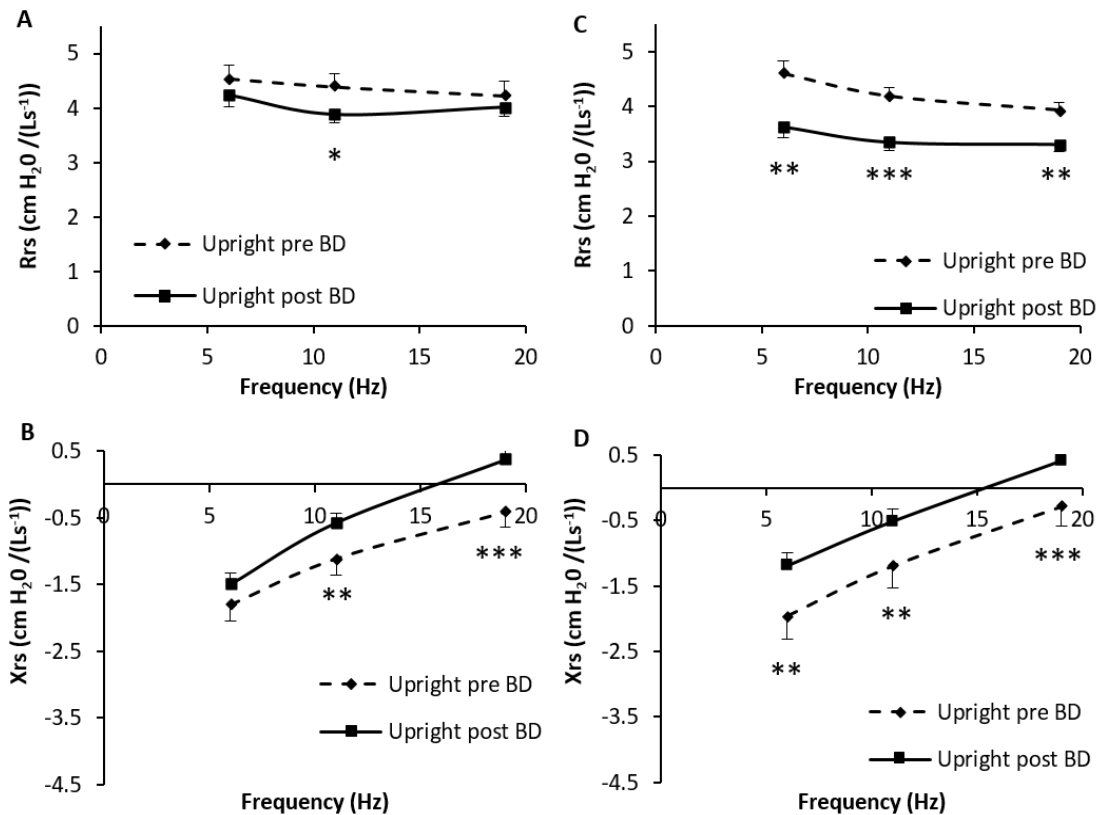 A
Rrs (cm H₂0 /(Ls⁻¹))
5
4
3
2
1
0
*
Upright pre BD
Upright post BD
0 5 10 15 20
Frequency (Hz)
C
Rrs (cm H₂0 /(Ls⁻¹))
5
4
3
2
1
0
** *** **
Upright pre BD
Upright post BD
0 5 10 15 20
Frequency (Hz)
B
Xrs (cm H₂0 /(Ls⁻¹))
0.5
-0.5
-1.5
-2.5
-3.5
-4.5
0 5 10 15 20
***
**
Upright pre BD
Upright post BD
Frequency (Hz)
D
Xrs (cm H₂0 /(Ls⁻¹))
0.5
-0.5
-1.5
-2.5
-3.5
-4.5
0 5 10 15 20
***
**
**
Upright pre BD
Upright post BD
Frequency (Hz)